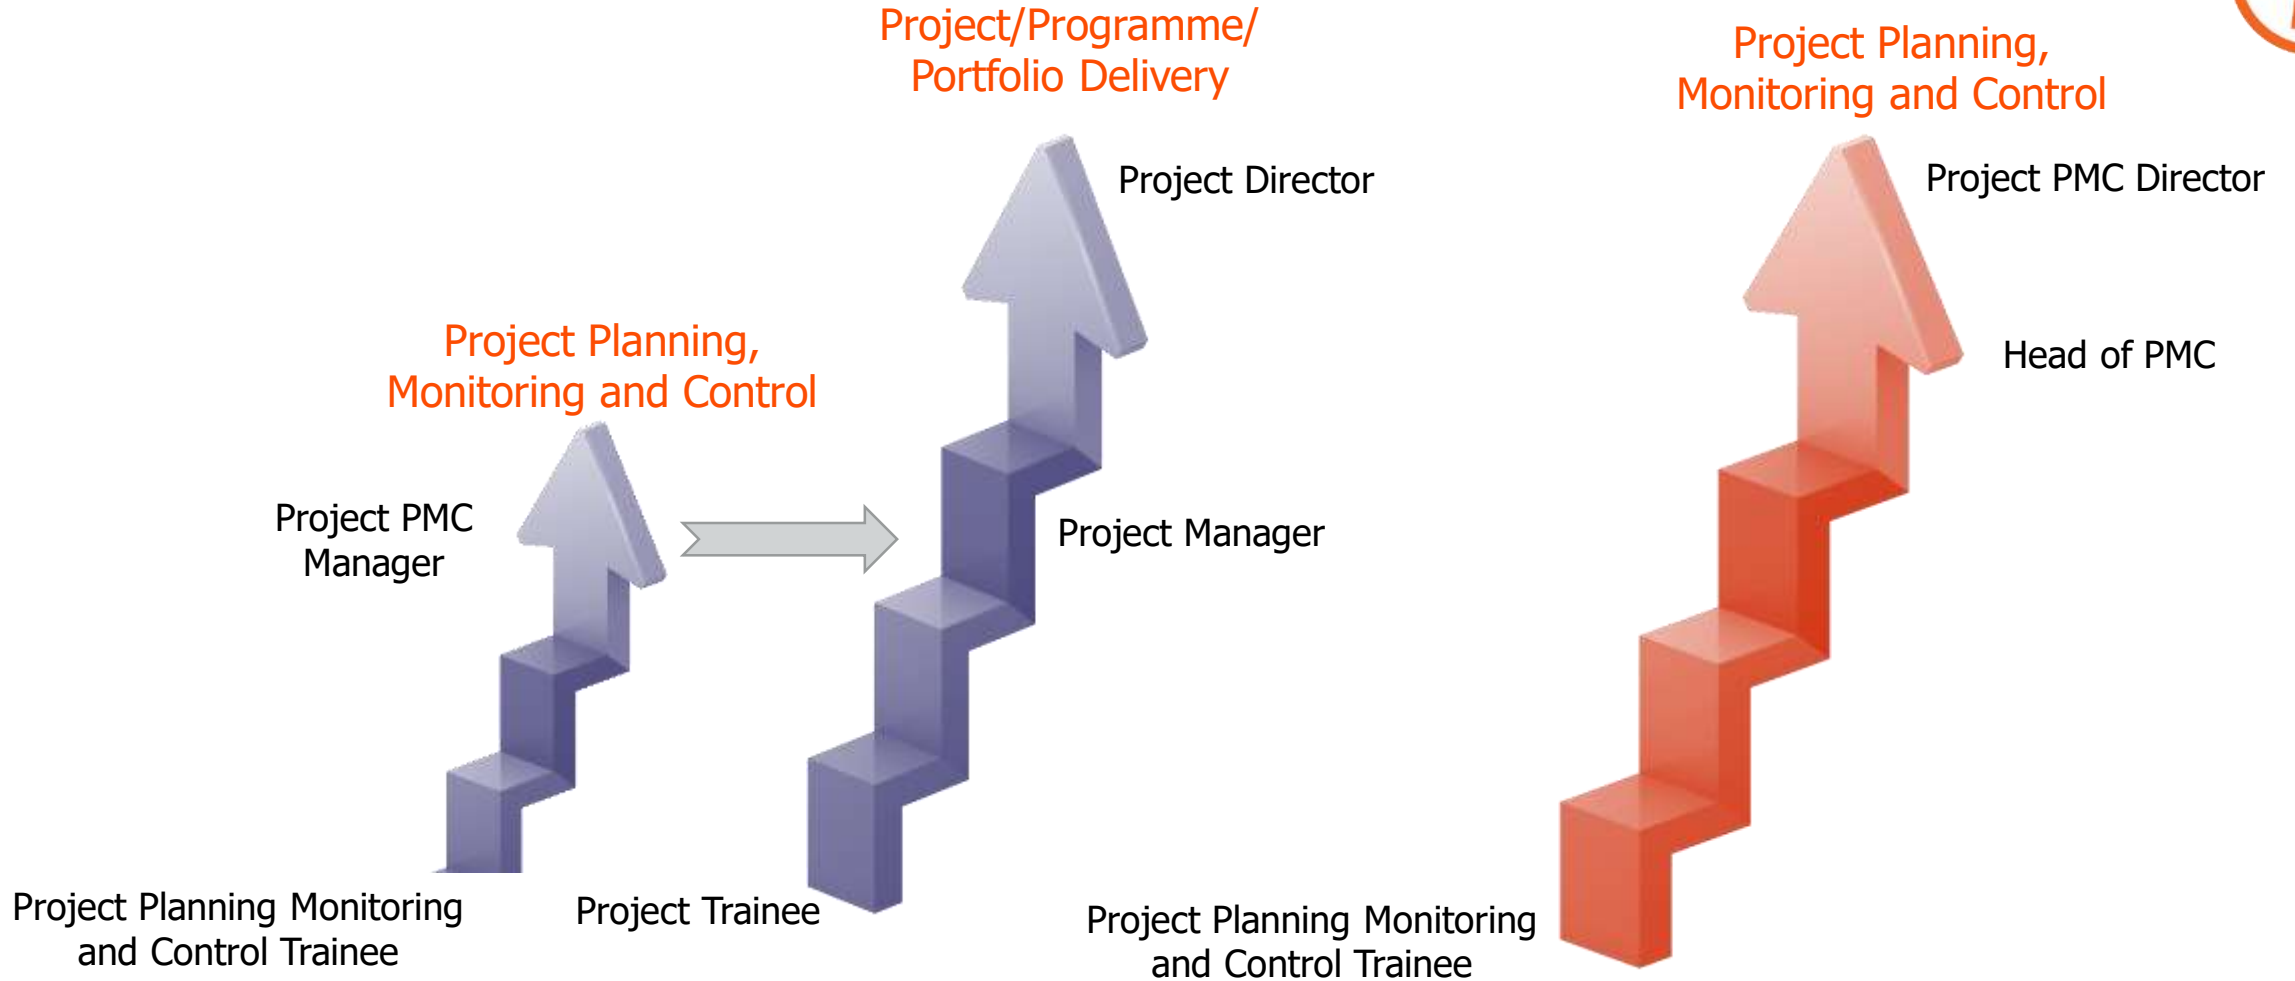 Project/Programme/
Portfolio Delivery
Project Planning,
Monitoring and Control
Project Director
Project PMC Director
Project Planning,
Monitoring and Control
Head of PMC
Project PMC
Manager
Project Manager
Project Planning Monitoring
and Control Trainee
Project Trainee
Project Planning Monitoring
and Control Trainee